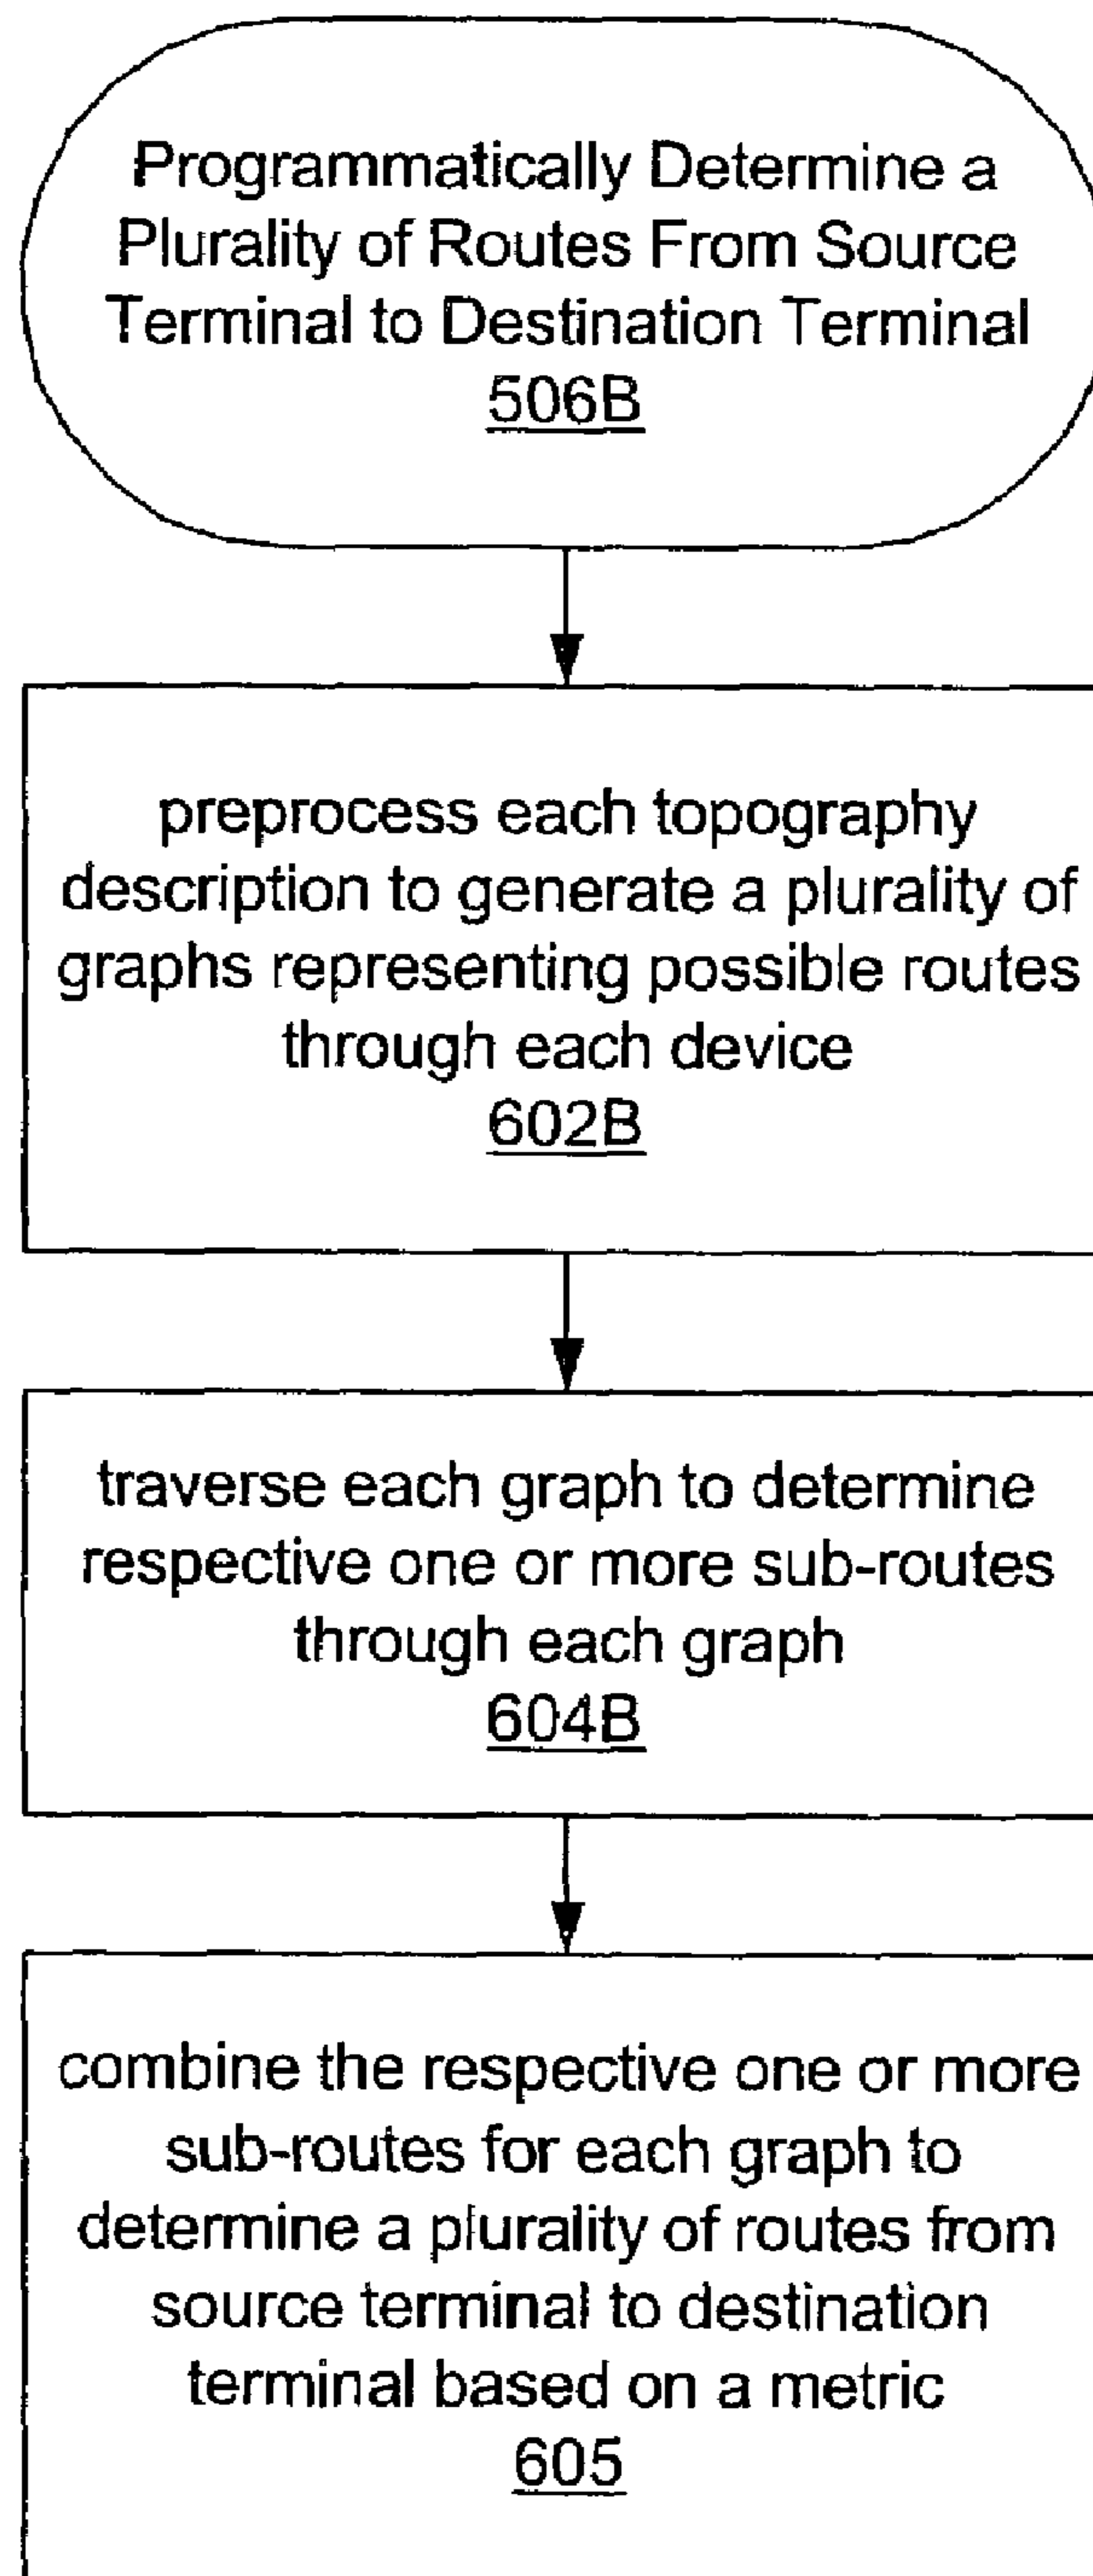 Programmatically Determine a
Plurality of Routes From Source
Terminal to Destination Terminal
506B
preprocess each topography
description to generate a plurality of
graphs representing possible routes
through each device
602B
traverse each graph to determine
respective one or more sub-routes
through each graph
604B
combine the respective one or more
sub-routes for each graph to
determine a plurality of routes from
source terminal to destination
terminal based on a metric
605